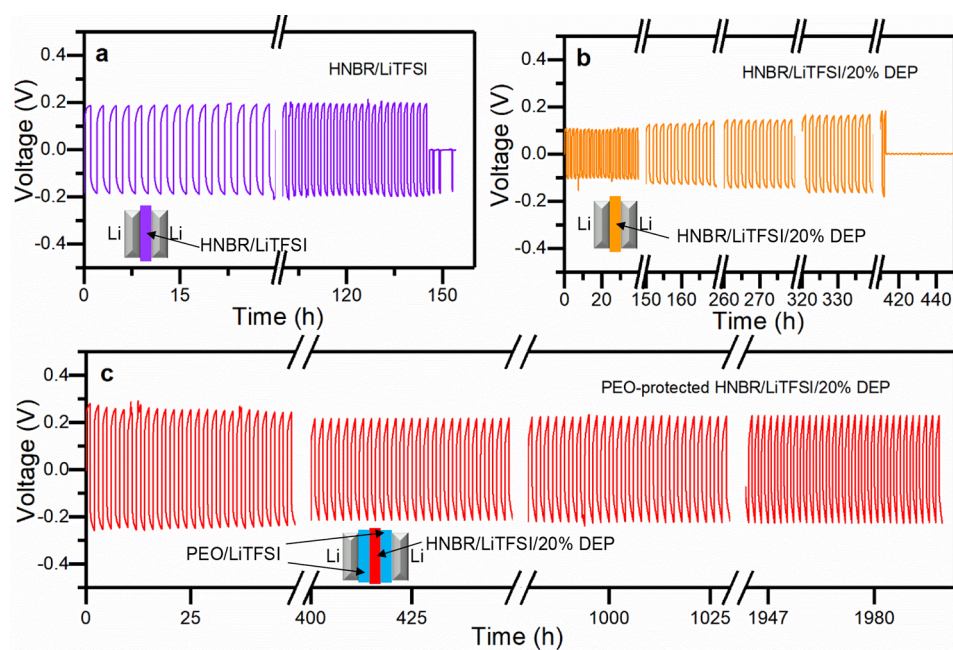 a
HNBR/LiTFSI
Voltage (V)
0.4
0.2
0.0
-0.2
-0.4
Li
Li
HNBR/LiTFSI
0 15 120 150
Time (h)
b
HNBR/LiTFSI/20% DEP
Voltage (V)
0.4
0.2
0.0
-0.2
-0.4
Li
Li
HNBR/LiTFSI/20% DEP
0 20 150 160 260 270 320 330 420 440
Time (h)
c
PEO-protected HNBR/LiTFSI/20% DEP
Voltage (V)
0.4
0.2
0.0
-0.2
-0.4
PEO/LiTFSI
Li
Li
HNBR/LiTFSI/20% DEP
0 25 400 425 1000 1025 1947 1980
Time (h)